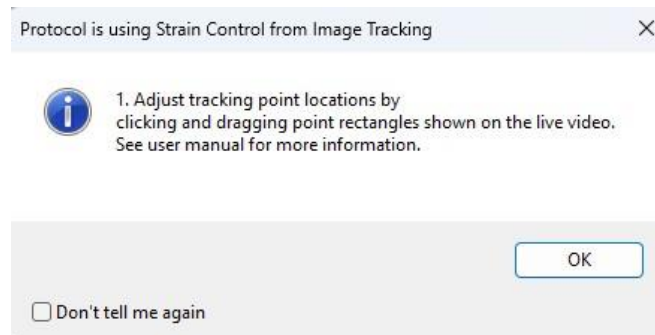 Protocol is using Strain Control from Image Tracking
1. Adjust tracking point locations by
clicking and dragging point rectangles shown on the live video.
See user manual for more information.
OK
Don't tell me again